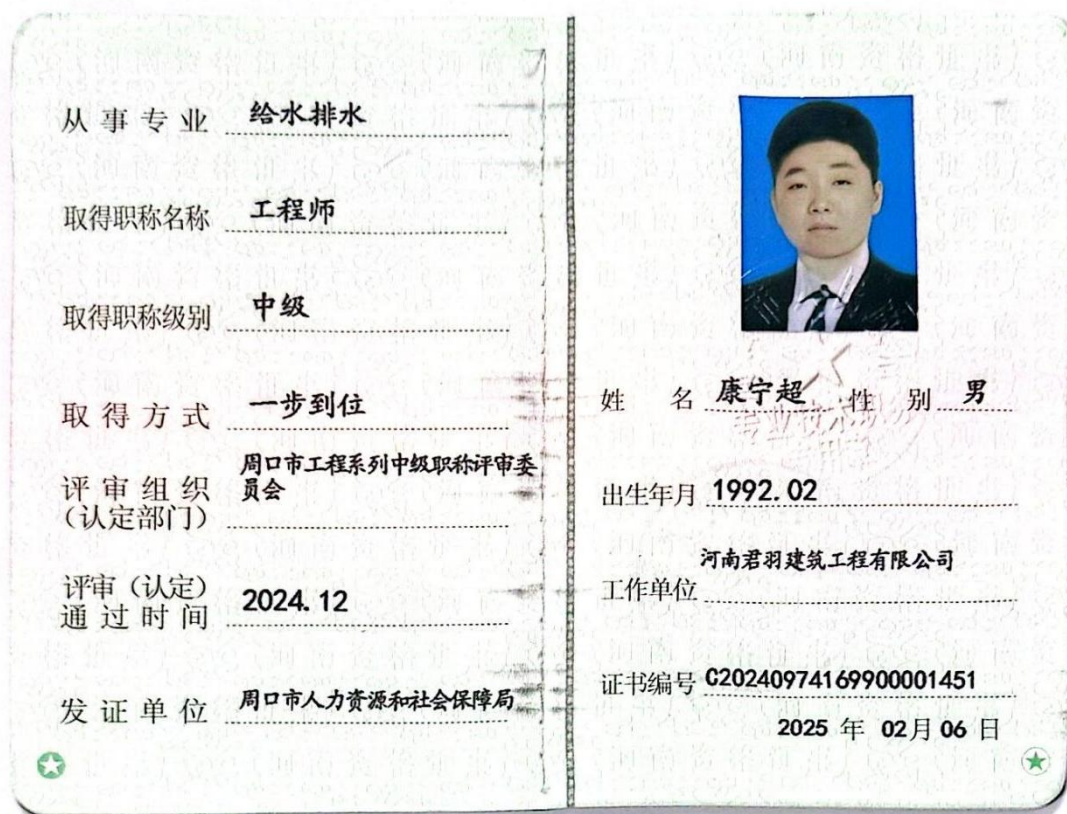 从事专业 给水排水
取得职称名称 工程师
取得职称级别 中级
取得方式 一步到位
评审组织
（认定部门）
周口市工程系列中级职称评审委
员会
评审（认定）
通过时间
2024.12
发证单位 周口市人力资源和社会保障局
姓名 康宁超 性别 男
出生年月 1992.02
工作单位 河南君羽建筑工程有限公司
证书编号 C20240974169900001451
2025 年 02月 06 日